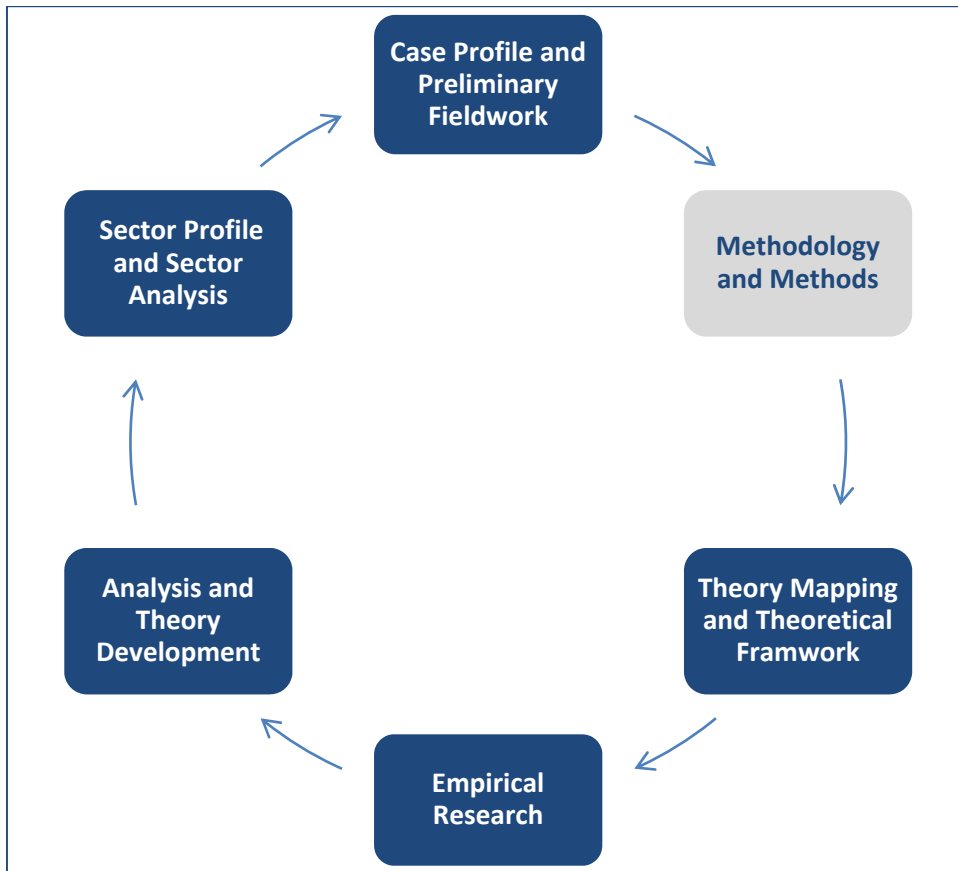 Case Profile and
Preliminary
Fieldwork
Methodology
and Methods
Theory Mapping
and Theoretical
Framwork
Empirical
Research
Analysis and
Theory
Development
Sector Profile
and Sector
Analysis